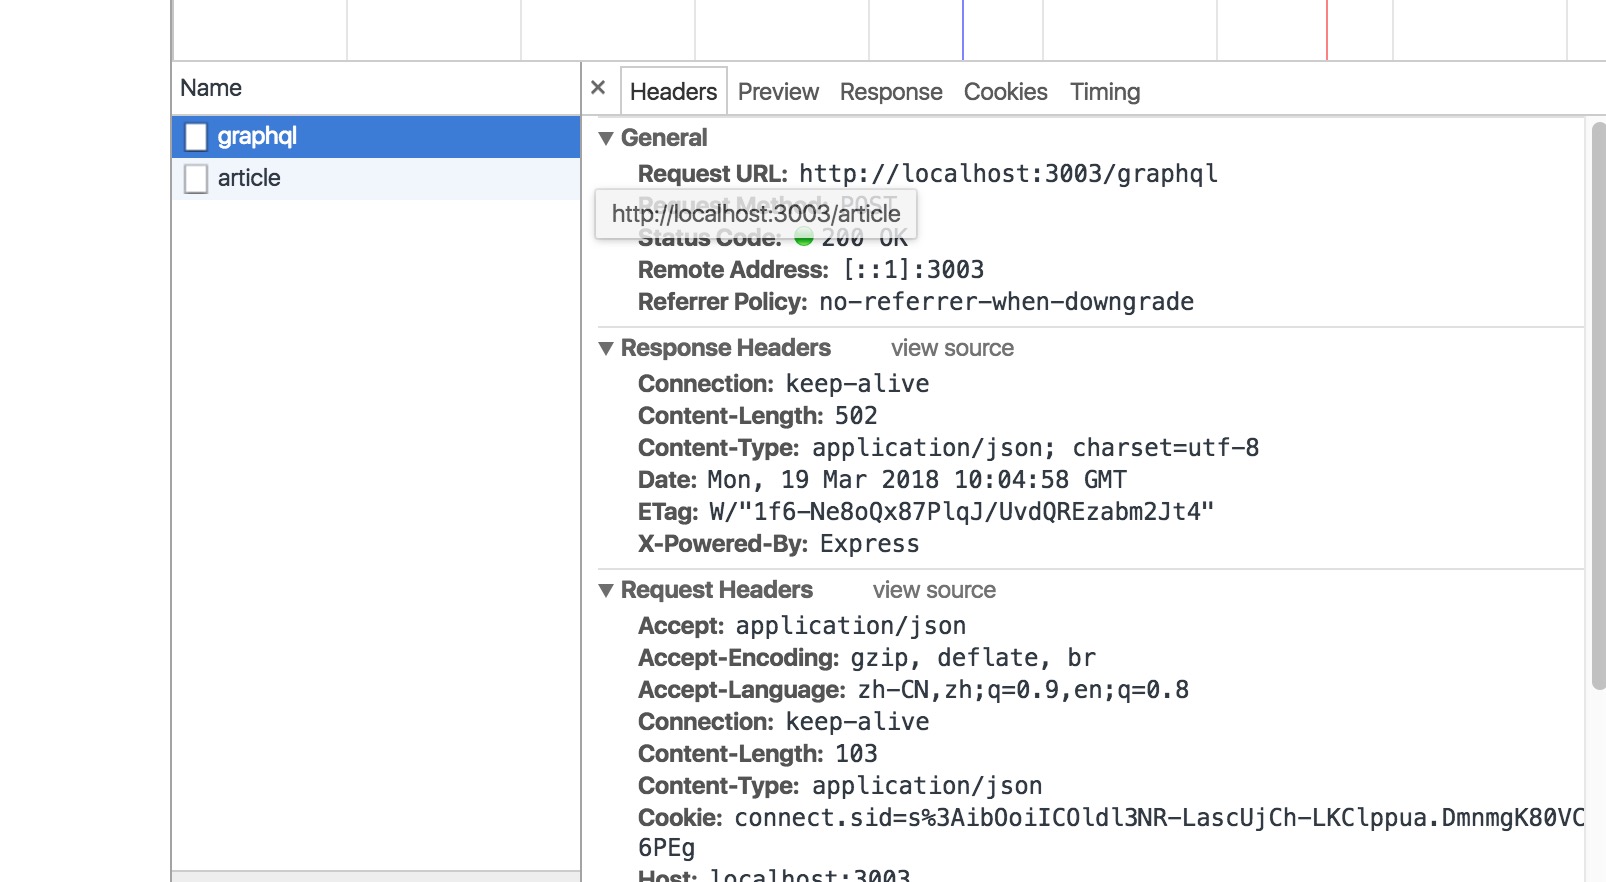 Name
graphql
article
× Headers Preview Response Cookies Timing
▼ General
Request URL: http://localhost:3003/graphql
Request Method: POST
http://localhost:3003/article
Status Code: 200 OK
Remote Address: [::1]:3003
Referrer Policy: no-referrer-when-downgrade
▼ Response Headers view source
Connection: keep-alive
Content-Length: 502
Content-Type: application/json; charset=utf-8
Date: Mon, 19 Mar 2018 10:04:58 GMT
ETag: W/"1f6-Ne8oQx87PlqJ/UvdQREzabm2Jt4"
X-Powered-By: Express
▼ Request Headers view source
Accept: application/json
Accept-Encoding: gzip, deflate, br
Accept-Language: zh-CN,zh;q=0.9,en;q=0.8
Connection: keep-alive
Content-Length: 103
Content-Type: application/json
Cookie: connect.sid=s%3AibOoiICOldl3NR-LascUjCh-LKClppua.DmnmgK80VC
6PEg
Host: localhost:3003